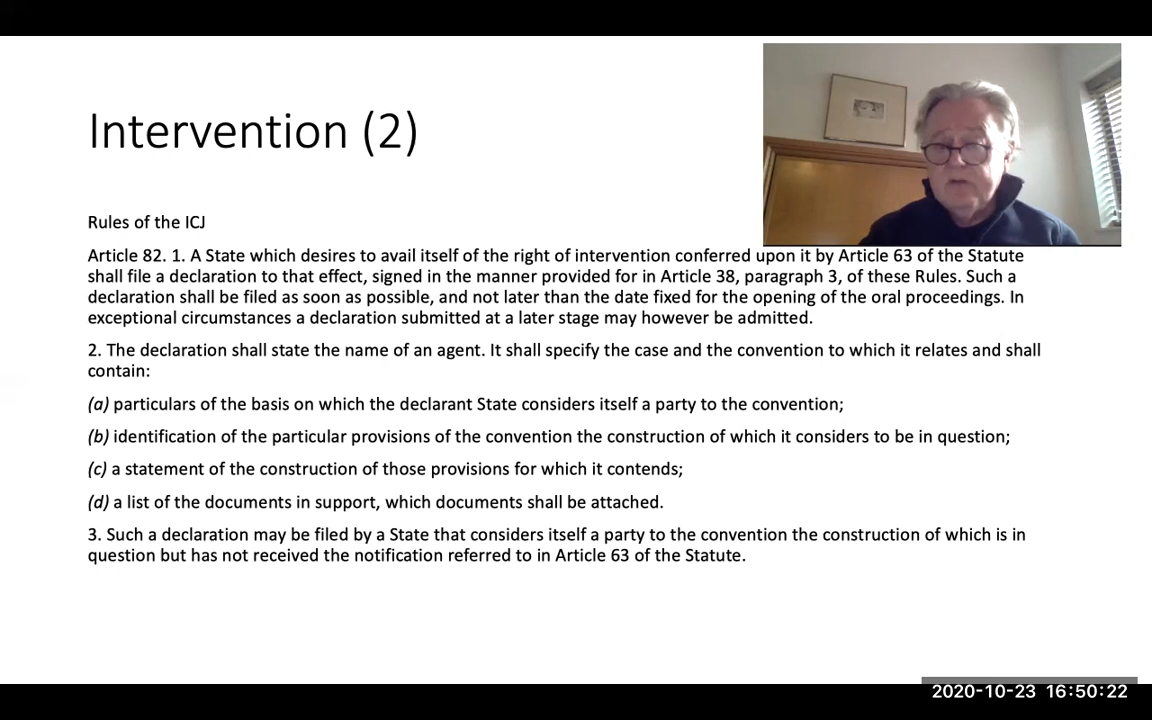 Intervention (2)
Rules of the ICJ
Article 82. 1. A State which desires to avail itself of the right of intervention conferred upon it by Article 63 of the Statute
shall file a declaration to that effect, signed in the manner provided for in Article 38, paragraph 3, of these Rules. Such a
declaration shall be filed as soon as possible, and not later than the date fixed for the opening of the oral proceedings. In
exceptional circumstances a declaration submitted at a later stage may however be admitted.
2. The declaration shall state the name of an agent. It shall specify the case and the convention to which it relates and shall
contain:
(a) particulars of the basis on which the declarant State considers itself a party to the convention;
(b) identification of the particular provisions of the convention the construction of which it considers to be in question;
(c) a statement of the construction of those provisions for which it contends;
(d) a list of the documents in support, which documents shall be attached.
3. Such a declaration may be filed by a State that considers itself a party to the convention the construction of which is in
question but has not received the notification referred to in Article 63 of the Statute.
2020-10-23 16:50:22